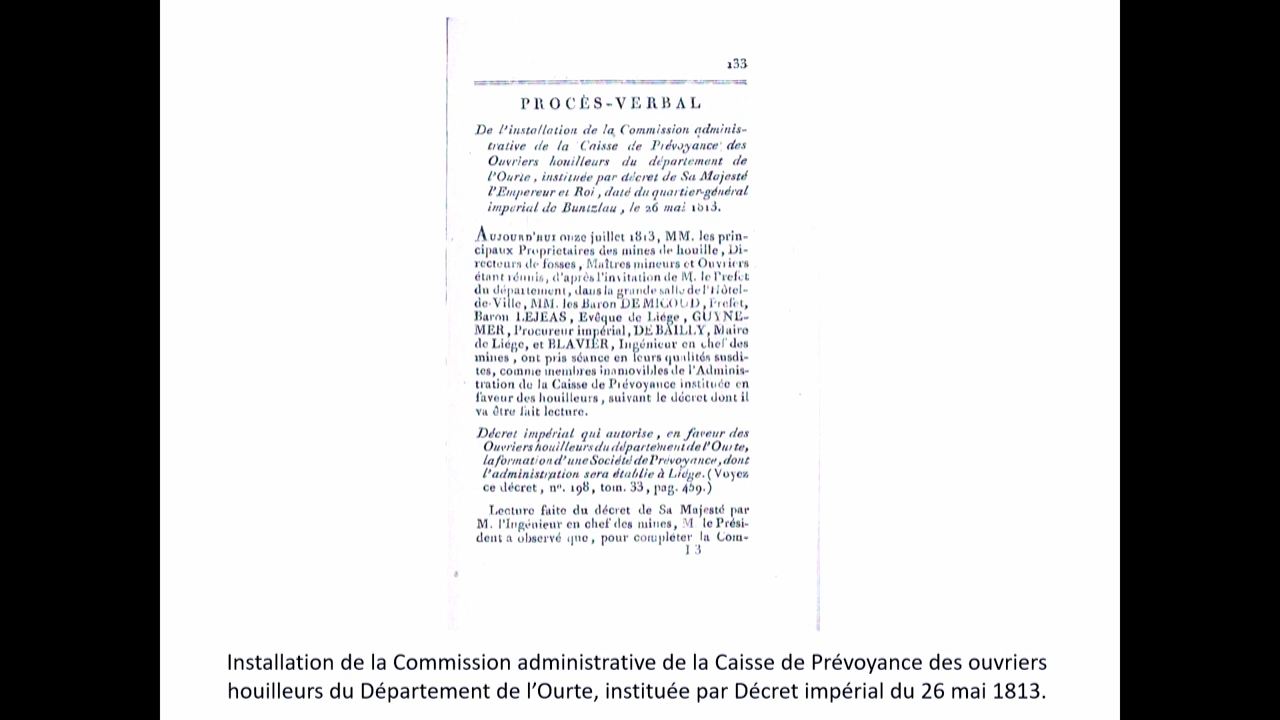 133
PROCÈS-VERBAL
De l'installation de la Commission adminis-
trative de la Caisse de Prévoyance des
Ouvriers houilleurs du département de
l'Ourte, instituée par décret de Sa Majesté
l'Empereur et Roi, daté du quartier-général
impérial de Buntzlau, le 26 mai 1813.
AUJOURD'HUI onze juillet 1813, MM. les prin-
cipaux Proprietaires des mines de houille, Di-
recteurs de fosses, Maîtres mineurs et Ouvriers
étant réunis, d'après l'invitation de M. le Prefet
du département, dans la grande salle de l'Hôtel-
de-Ville, MM. les Baron DE MICOUD, Prefet,
Baron LEJEAS, Evêque de Liége, GUYNE-
MER, Procureur impérial, DE BAILLY, Maire
de Liége, et BLAVIER, Ingénieur en chef des
mines, ont pris séance en leurs qualités susdi-
tes, comme membres inamovibles de l'Adminis-
tration de la Caisse de Prévoyance instituée en
faveur des houilleurs, suivant le décret dont il
va être fait lecture.
Décret impérial qui autorise, en faveur des
Ouvriers houilleurs du département de l'Ourte,
la formation d'une Société de Prévoyance, dont
l'administration sera établie à Liége. (Voyez
ce décret, nº. 198, tom. 33, pag. 459.)
Lecture faite du décret de Sa Majesté par
M. l'Ingénieur en chef des mines, M le Prési-
dent a observé que, pour compléter la Com-
I 3
Installation de la Commission administrative de la Caisse de Prévoyance des ouvriers
houilleurs du Département de l'Ourte, instituée par Décret impérial du 26 mai 1813.